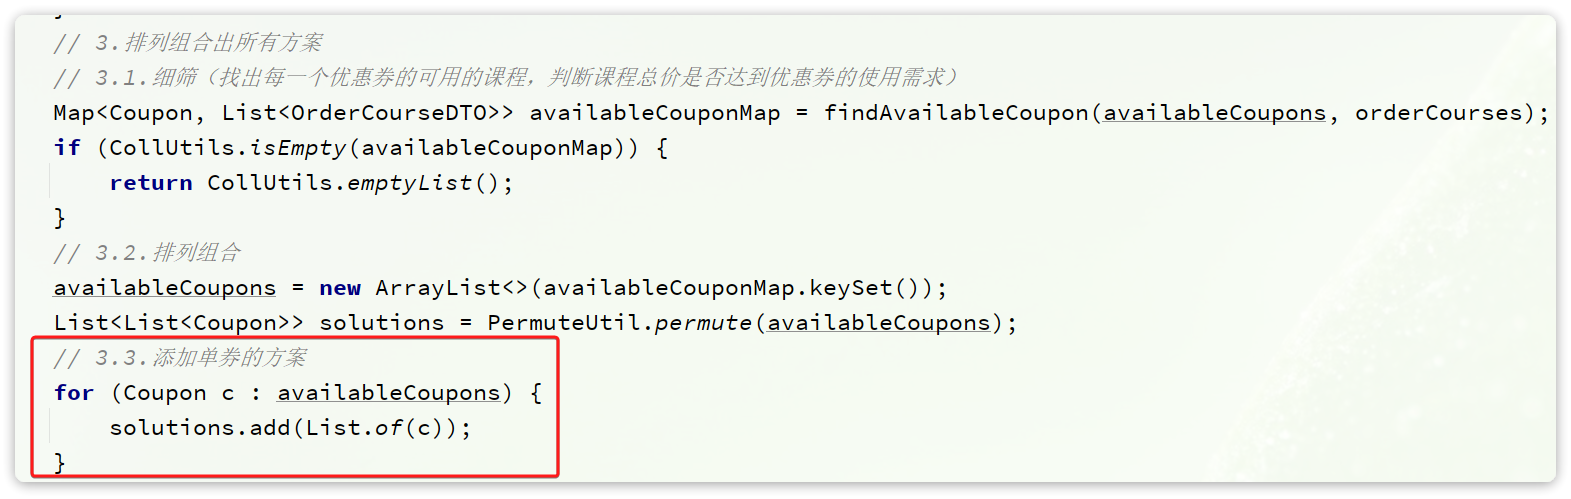 }
// 3.排列组合出所有方案
// 3.1.细筛（找出每一个优惠券的可用的课程，判断课程总价是否达到优惠券的使用需求）
Map<Coupon, List<OrderCourseDTO>> availableCouponMap = findAvailableCoupon(availableCoupons, orderCourses);
if (CollUtils.isEmpty(availableCouponMap)) {
    return CollUtils.emptyList();
}
// 3.2.排列组合
availableCoupons = new ArrayList<>(availableCouponMap.keySet());
List<List<Coupon>> solutions = PermuteUtil.permute(availableCoupons);
// 3.3.添加单券的方案
for (Coupon c : availableCoupons) {
    solutions.add(List.of(c));
}